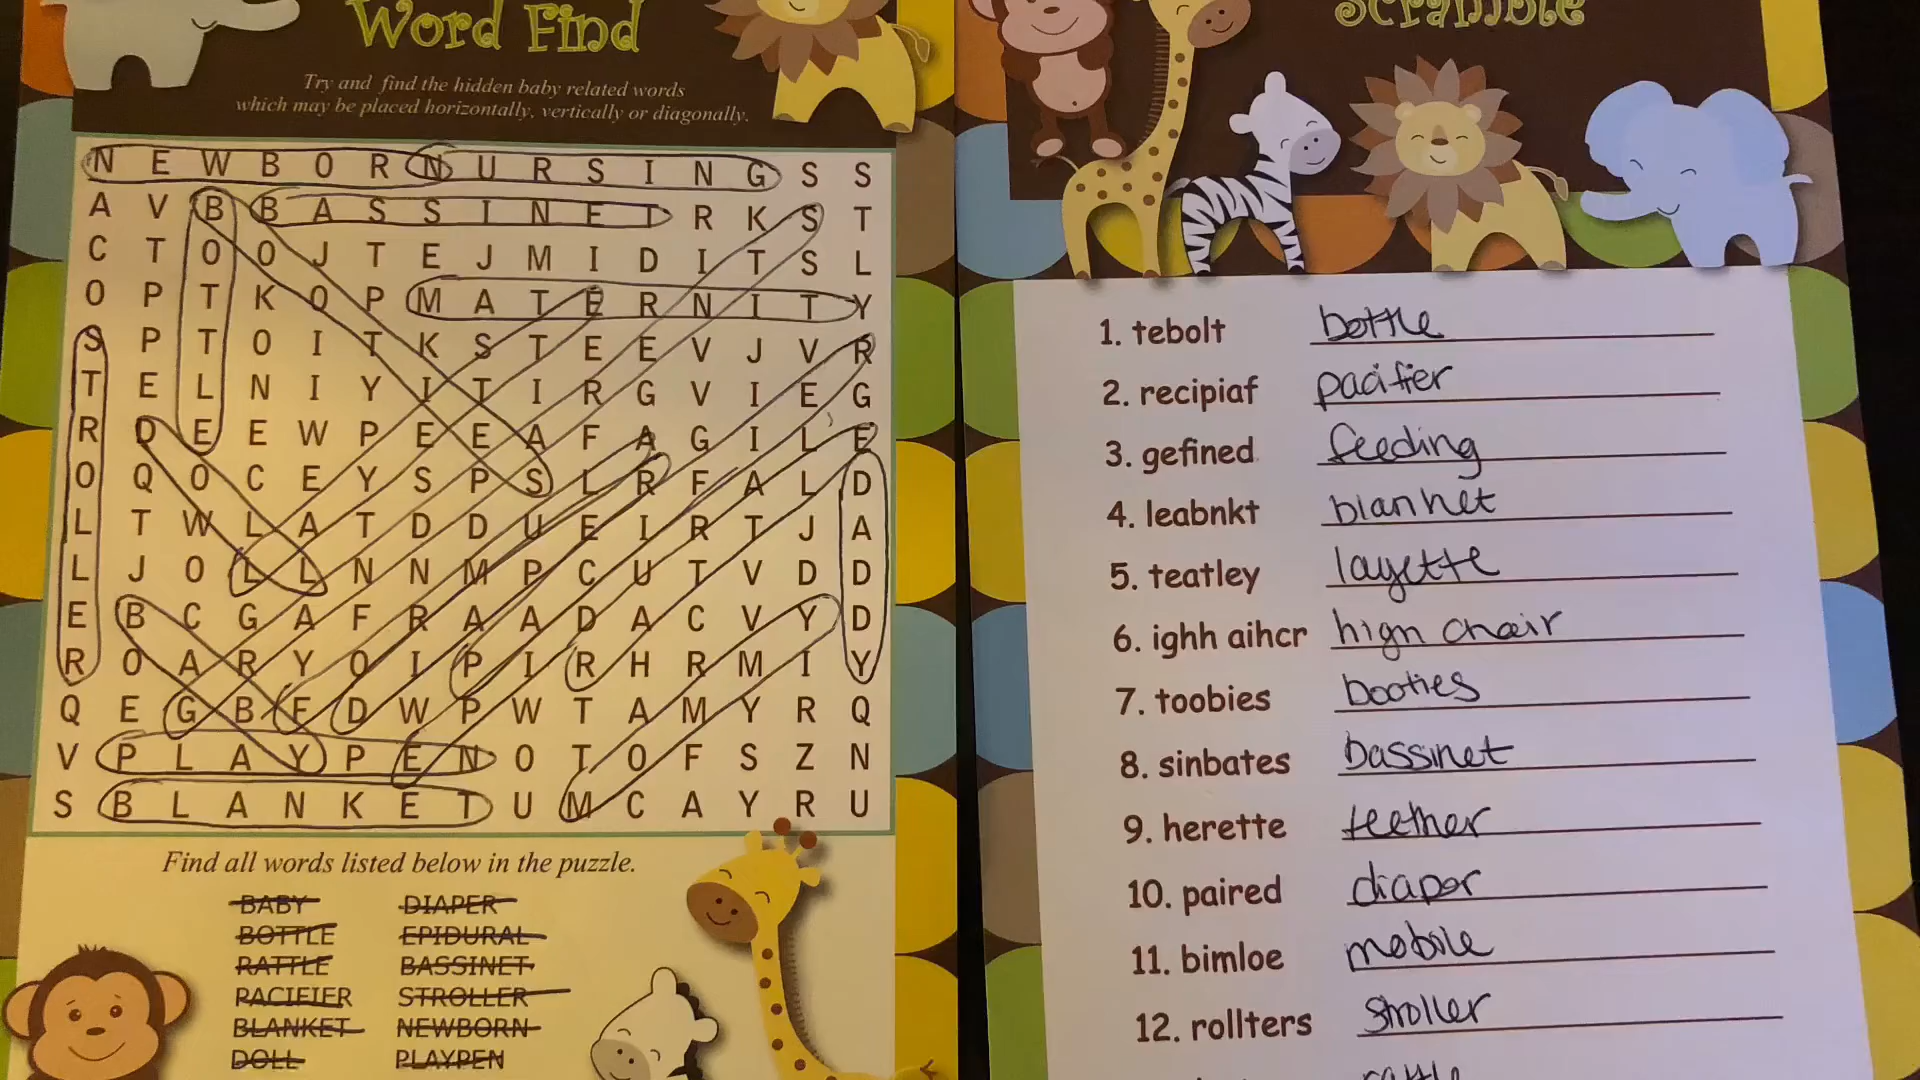 Word Find
Try and find the hidden baby related words
which may be placed horizontally, vertically or diagonally.
N E W B O R N U R S I N G S S
A V B B A S S I N E T R K S T
C T O O J T E J M I D I T S L
O P T K O P M A T E R N I T Y
S P T O I T K S T E E V J V R
T E L N I Y I T I R G V I E G
R D E E W P E E A F A G I L E
O Q O C E Y S P S L R F A L D
L T W L A T D D U E I R T J A
L J O L L N N M P C U T V D D
E B C G A F R A A D A C V Y D
R O A R Y O I P I R H R M I Y
Q E G B E D W P W T A M Y R Q
V P L A Y P E N O T O F S Z N
S B L A N K E T U M C A Y R U
Find all words listed below in the puzzle.
BABY DIAPER
BOTTLE EPIDURAL
RATTLE BASSINET
PACIFIER STROLLER
BLANKET NEWBORN
DOLL PLAYPEN
Scramble
1. tebolt bottle
2. recipiaf pacifier
3. gefined feeding
4. leabnkt blanket
5. teatley layette
6. ighh aihcr high chair
7. toobies booties
8. sinbates bassinet
9. herette teether
10. paired diaper
11. bimloe mobile
12. rollters stroller